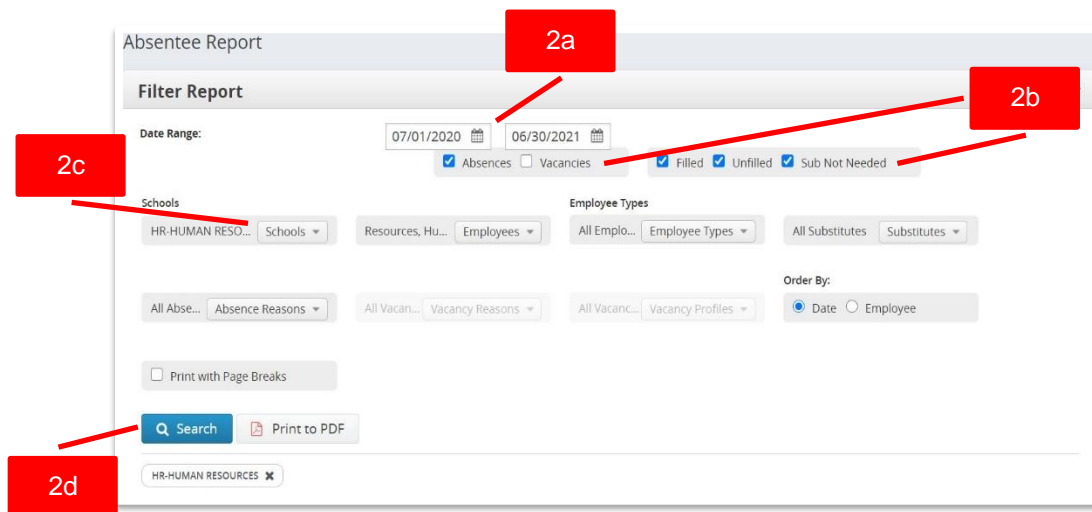 Absentee Report
2a
Filter Report
2b
Date Range:
07/01/2020 06/30/2021
Absences Vacancies Filled Unfilled Sub Not Needed
2c
Schools Employee Types
HR-HUMAN RESO... Schools Resources, Hu... Employees All Emplo... Employee Types All Substitutes Substitutes
Order By:
All Abse... Absence Reasons All Vacan... Vacancy Reasons All Vacanc... Vacancy Profiles Date Employee
Print with Page Breaks
Search Print to PDF
HR-HUMAN RESOURCES
2d